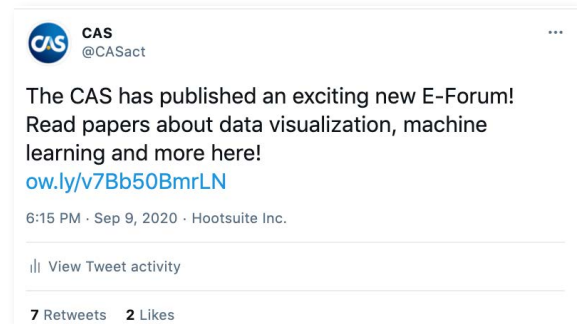 CAS
CAS
@CASact
The CAS has published an exciting new E-Forum!
Read papers about data visualization, machine
learning and more here!
ow.ly/v7Bb50BmrLN
6:15 PM · Sep 9, 2020 · Hootsuite Inc.
View Tweet activity
7 Retweets 2 Likes